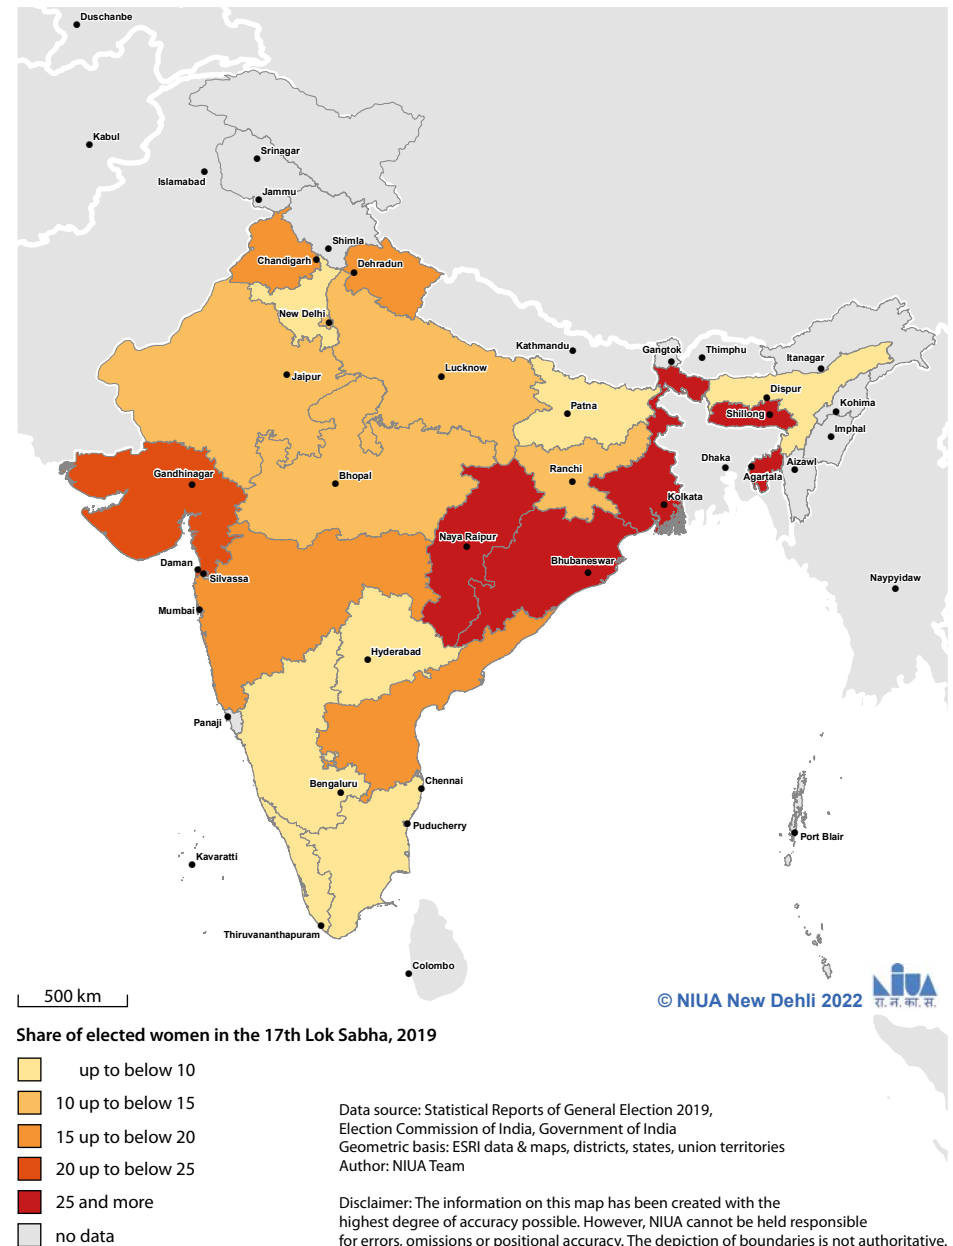 Duschanbe
Kabul
Srinagar
Islamabad
Jammu
Shimla
Chandigarh
Dehradun
New Delhi
Kathmandu
Gangtok
Thimphu
Itanagar
Jaipur
Lucknow
Dispur
Patna
Shillong
Kohima
Imphal
Dhaka
Aizawl
Agartala
Gandhinagar
Bhopal
Ranchi
Kolkata
Naya Raipur
Bhubaneswar
Daman
Silvassa
Naypyidaw
Mumbai
Hyderabad
Panaji
Bengaluru
Chennai
Puducherry
Port Blair
Kavaratti
Thiruvananthapuram
Colombo
500 km
© NIUA New Dehli 2022
NIUA
रा. न. का. स.
Share of elected women in the 17th Lok Sabha, 2019
up to below 10
10 up to below 15
15 up to below 20
20 up to below 25
25 and more
no data
Data source: Statistical Reports of General Election 2019,
Election Commission of India, Government of India
Geometric basis: ESRI data & maps, districts, states, union territories
Author: NIUA Team
Disclaimer: The information on this map has been created with the
highest degree of accuracy possible. However, NIUA cannot be held responsible
for errors, omissions or positional accuracy. The depiction of boundaries is not authoritative.